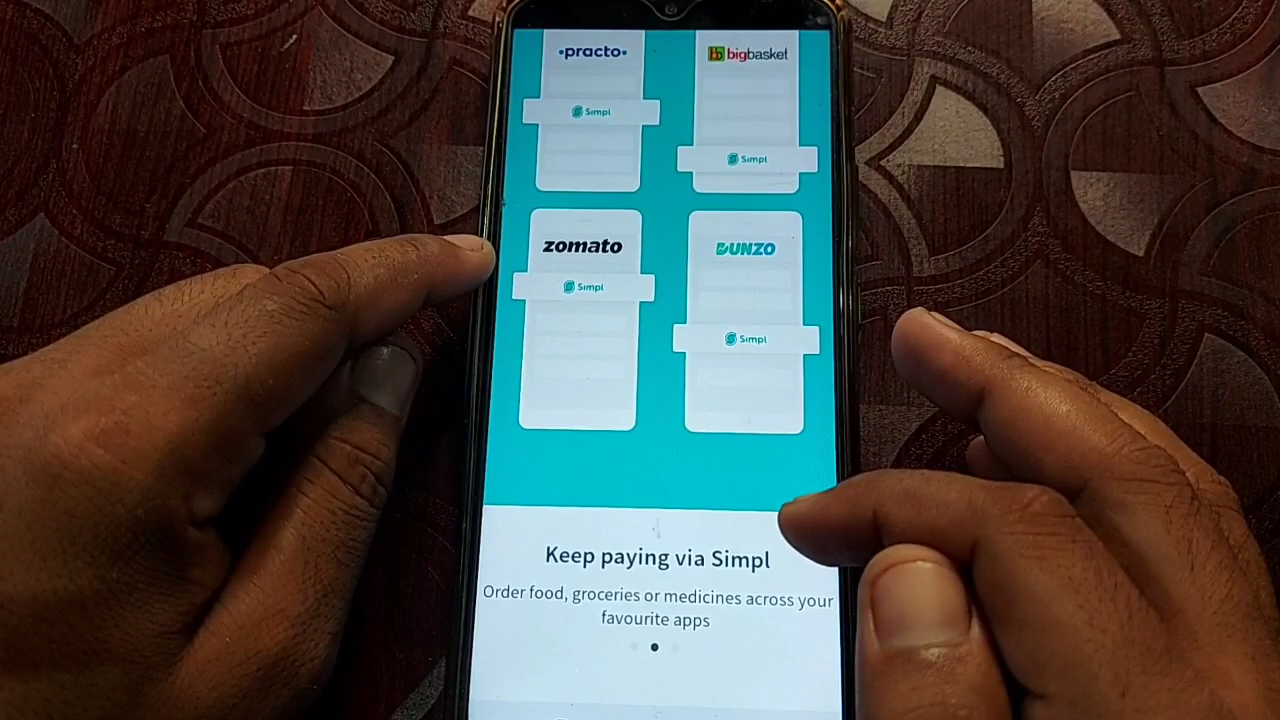 practo
bigbasket
Simpl
Simpl
zomato
DUNZO
Simpl
Simpl
Keep paying via Simpl
Order food, groceries or medicines across your
favourite apps